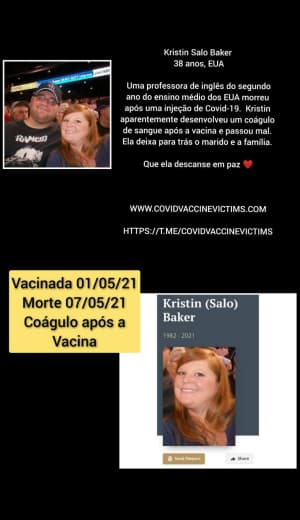 Kristin Salo Baker
38 anos, EUA
Uma professora de inglês do segundo
ano do ensino médio dos EUA morreu
após uma injeção de Covid-19. Kristin
aparentemente desenvolveu um coágulo
de sangue após a vacina e passou mal.
Ela deixa para trás o marido e a família.
Que ela descanse em paz ❤️
WWW.COVIDVACCINEVICTIMS.COM
HTTPS://T.ME/COVIDVACCINEVICTIMS
RANCID
Vacinada 01/05/21
Morte 07/05/21
Coágulo após a
Vacina
Kristin (Salo)
Baker
1982 - 2021
Send Flowers
Share